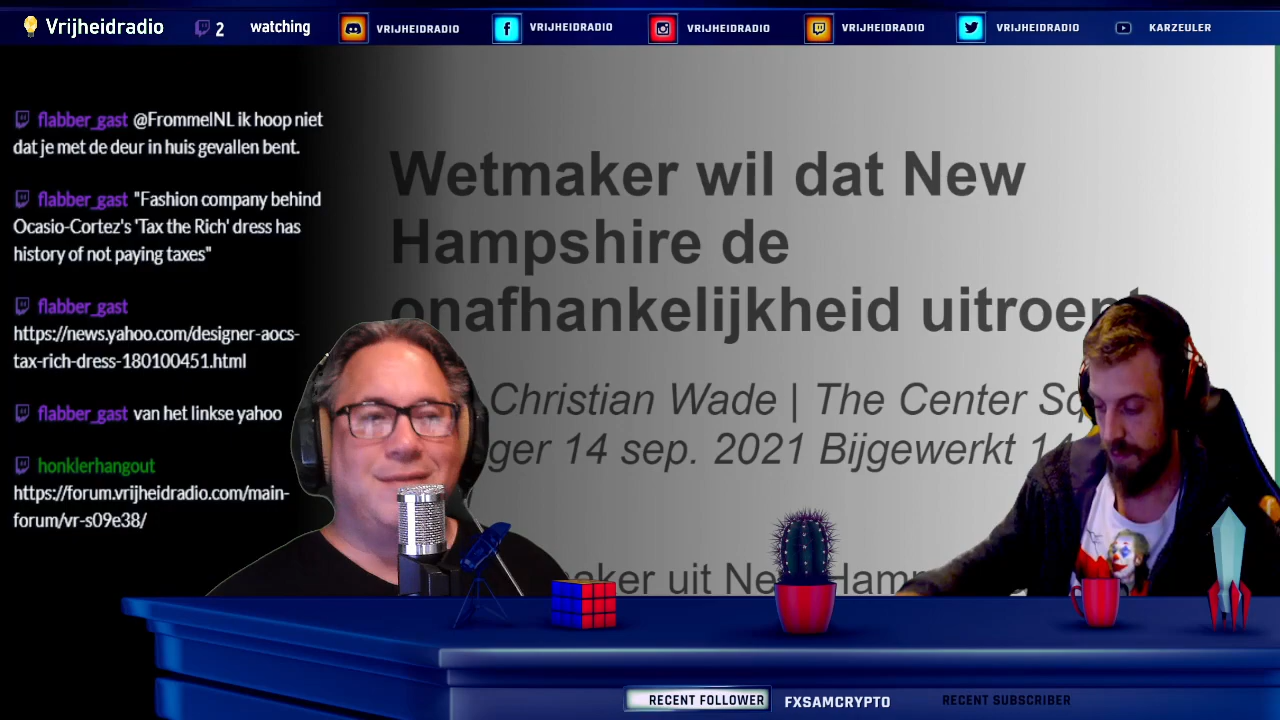 Vrijheidradio
2 watching
VRIJHEIDRADIO
VRIJHEIDRADIO
VRIJHEIDRADIO
VRIJHEIDRADIO
VRIJHEIDRADIO
KARZEULER
flabber_gast @FrommelNL ik hoop niet
dat je met de deur in huis gevallen bent.
flabber_gast "Fashion company behind
Ocasio-Cortez's 'Tax the Rich' dress has
history of not paying taxes"
flabber_gast
https://news.yahoo.com/designer-aocs-
tax-rich-dress-180100451.html
flabber_gast van het linkse yahoo
honklerhangout
https://forum.vrijheidradio.com/main-
forum/vr-s09e38/
Wetmaker wil dat New
Hampshire de
onafhankelijkheid uitroept
Christian Wade | The Center
ger 14 sep. 2021 Bijgewerkt 14
uit
RECENT FOLLOWER
FXSAMCRYPTO
RECENT SUBSCRIBER